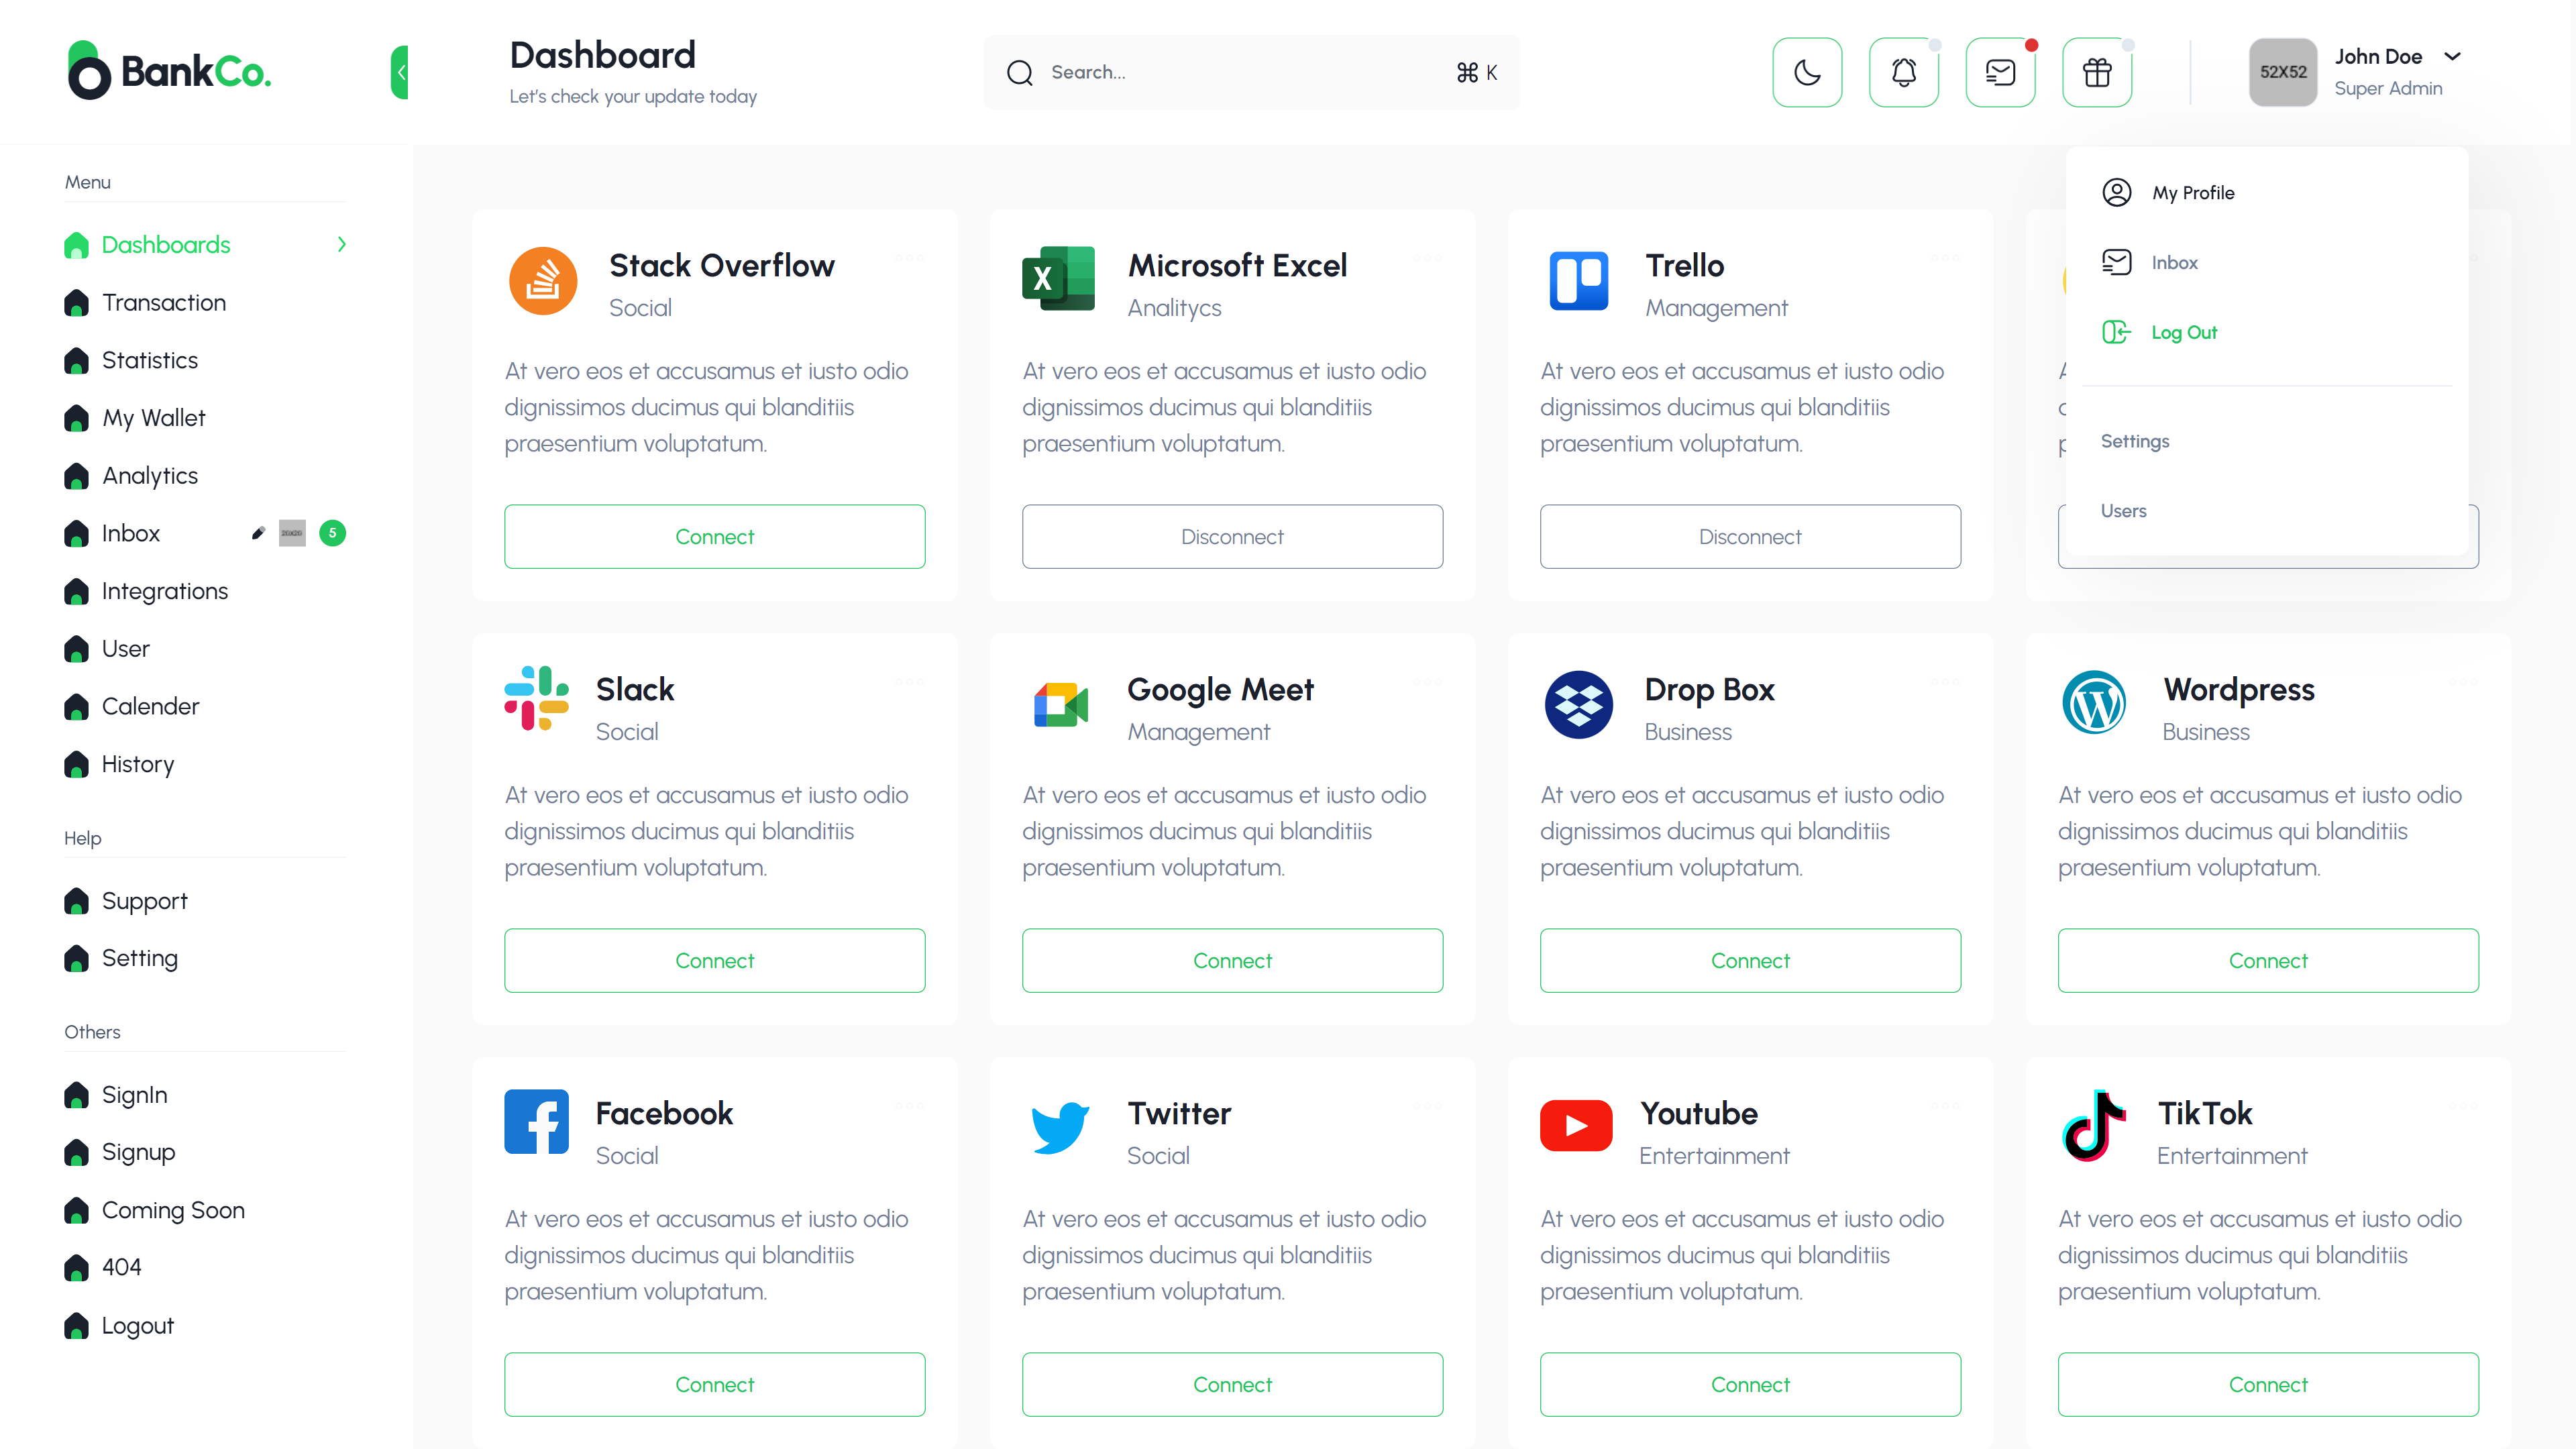 BankCo.
Dashboard
Let's check your update today
Search...
⌘ K
52X52
John Doe
Super Admin
Menu
Dashboards
Transaction
Statistics
My Wallet
Analytics
Inbox
5
Integrations
User
Calender
History
Help
Support
Setting
Others
SignIn
Signup
Coming Soon
404
Logout
My Profile
Inbox
Log Out
Settings
Users
Stack Overflow
Social
At vero eos et accusamus et iusto odio
dignissimos ducimus qui blanditiis
praesentium voluptatum.
Connect
Microsoft Excel
Analitycs
At vero eos et accusamus et iusto odio
dignissimos ducimus qui blanditiis
praesentium voluptatum.
Disconnect
Trello
Management
At vero eos et accusamus et iusto odio
dignissimos ducimus qui blanditiis
praesentium voluptatum.
Disconnect
Slack
Social
At vero eos et accusamus et iusto odio
dignissimos ducimus qui blanditiis
praesentium voluptatum.
Connect
Google Meet
Management
At vero eos et accusamus et iusto odio
dignissimos ducimus qui blanditiis
praesentium voluptatum.
Connect
Drop Box
Business
At vero eos et accusamus et iusto odio
dignissimos ducimus qui blanditiis
praesentium voluptatum.
Connect
Wordpress
Business
At vero eos et accusamus et iusto odio
dignissimos ducimus qui blanditiis
praesentium voluptatum.
Connect
Facebook
Social
At vero eos et accusamus et iusto odio
dignissimos ducimus qui blanditiis
praesentium voluptatum.
Connect
Twitter
Social
At vero eos et accusamus et iusto odio
dignissimos ducimus qui blanditiis
praesentium voluptatum.
Connect
Youtube
Entertainment
At vero eos et accusamus et iusto odio
dignissimos ducimus qui blanditiis
praesentium voluptatum.
Connect
TikTok
Entertainment
At vero eos et accusamus et iusto odio
dignissimos ducimus qui blanditiis
praesentium voluptatum.
Connect